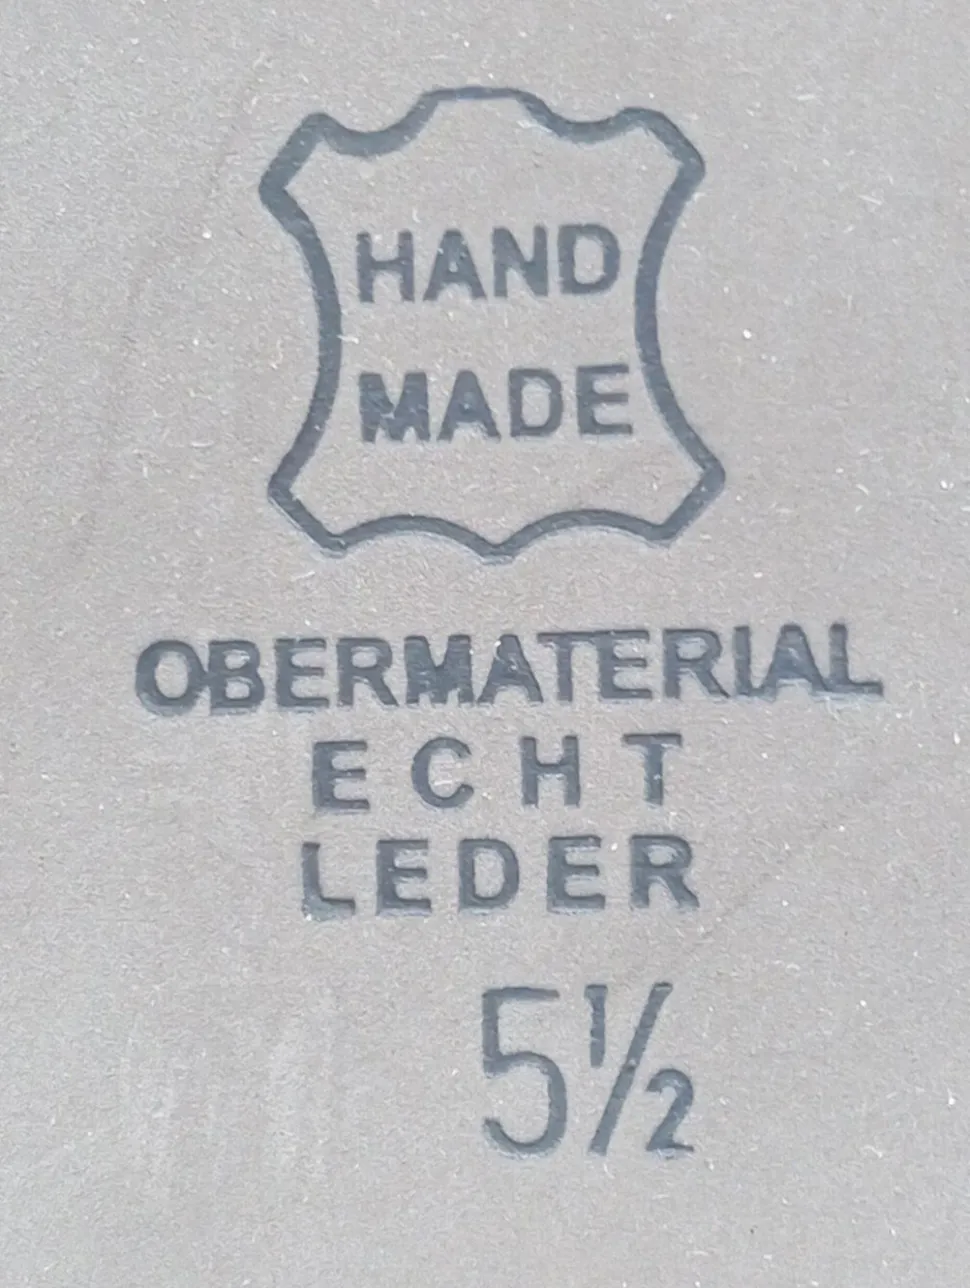 HAND
MADE
OBERMATERIAL
ECHT
LEDER
5½